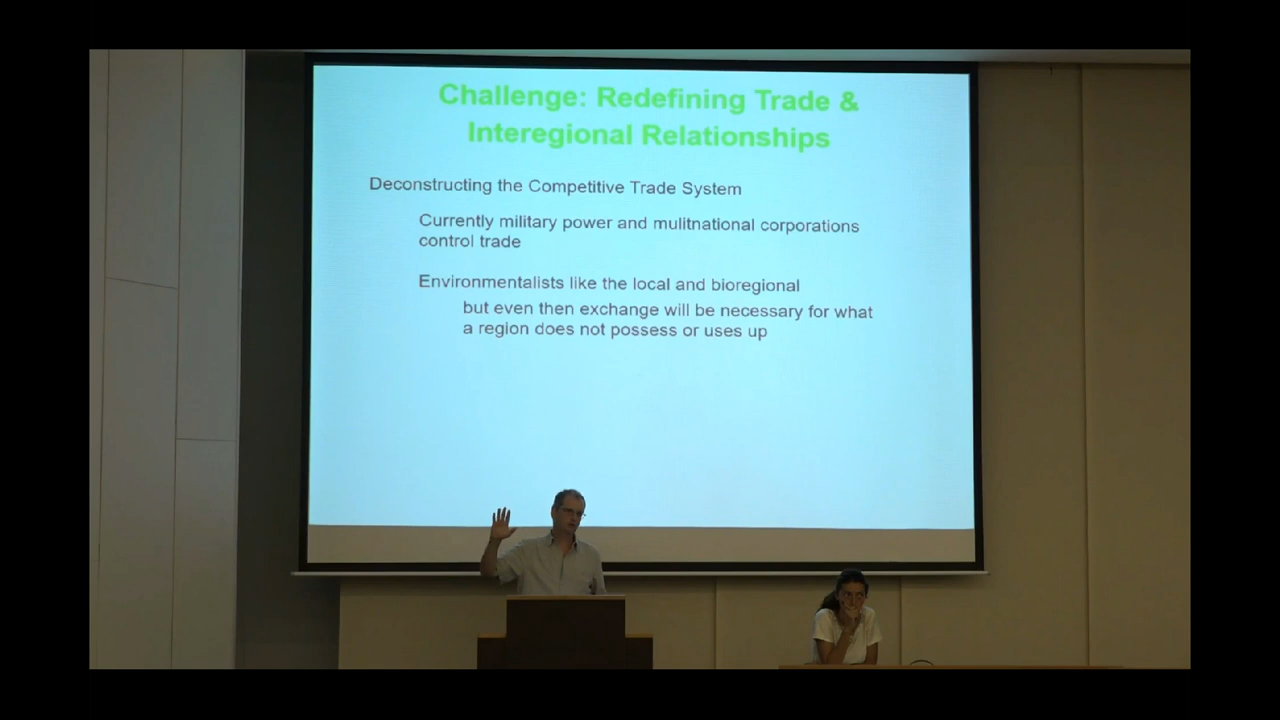 Challenge: Redefining Trade &
Interegional Relationships
Deconstructing the Competitive Trade System
Currently military power and mulitnational corporations
control trade
Environmentalists like the local and bioregional
but even then exchange will be necessary for what
a region does not possess or uses up